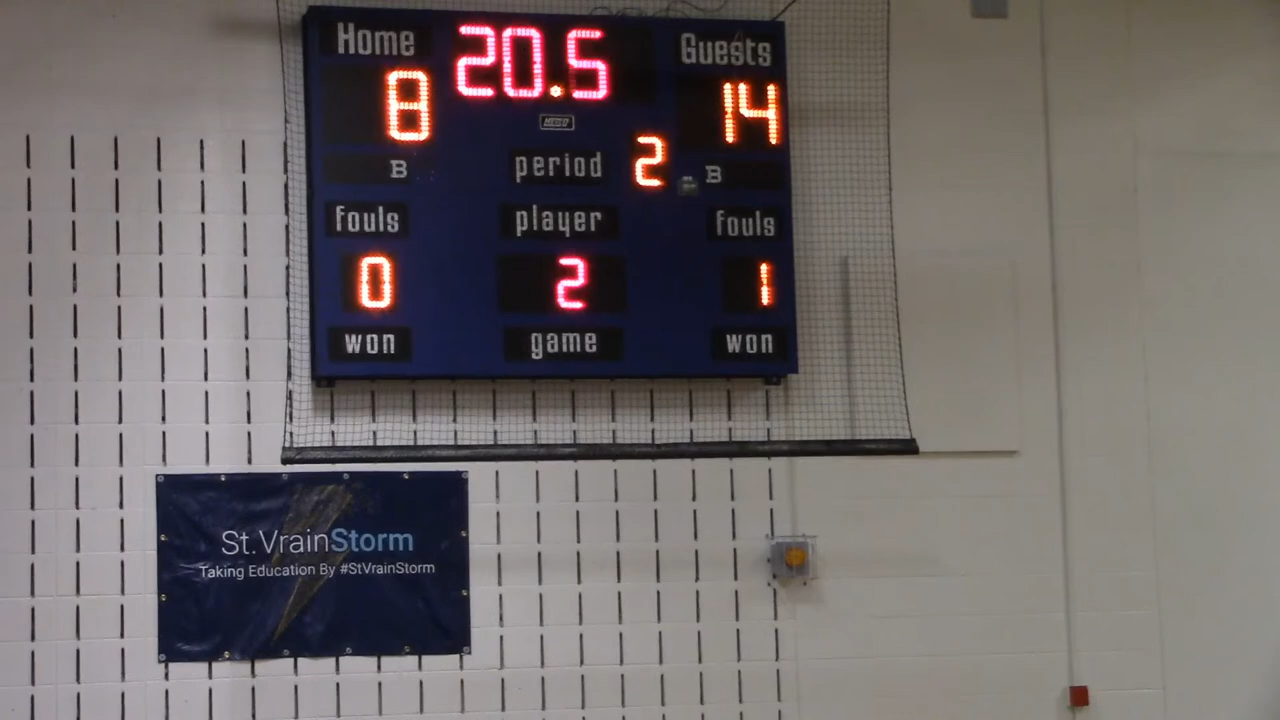 Home 20.5 Guests
8 14
B period 2 B
fouls player fouls
0 2 1
won game won
St.VrainStorm
Taking Education By #StVrainStorm